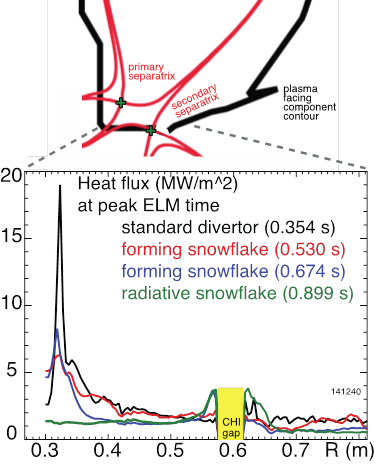 primary
separatrix
secondary
separatrix
plasma
facing
component
contour
20
Heat flux (MW/m^2)
at peak ELM time
standard divertor (0.354 s)
forming snowflake (0.530 s)
forming snowflake (0.674 s)
radiative snowflake (0.899 s)
15
10
5
141240
CHI
gap
0
0.3 0.4 0.5 0.6 0.7 R (m)